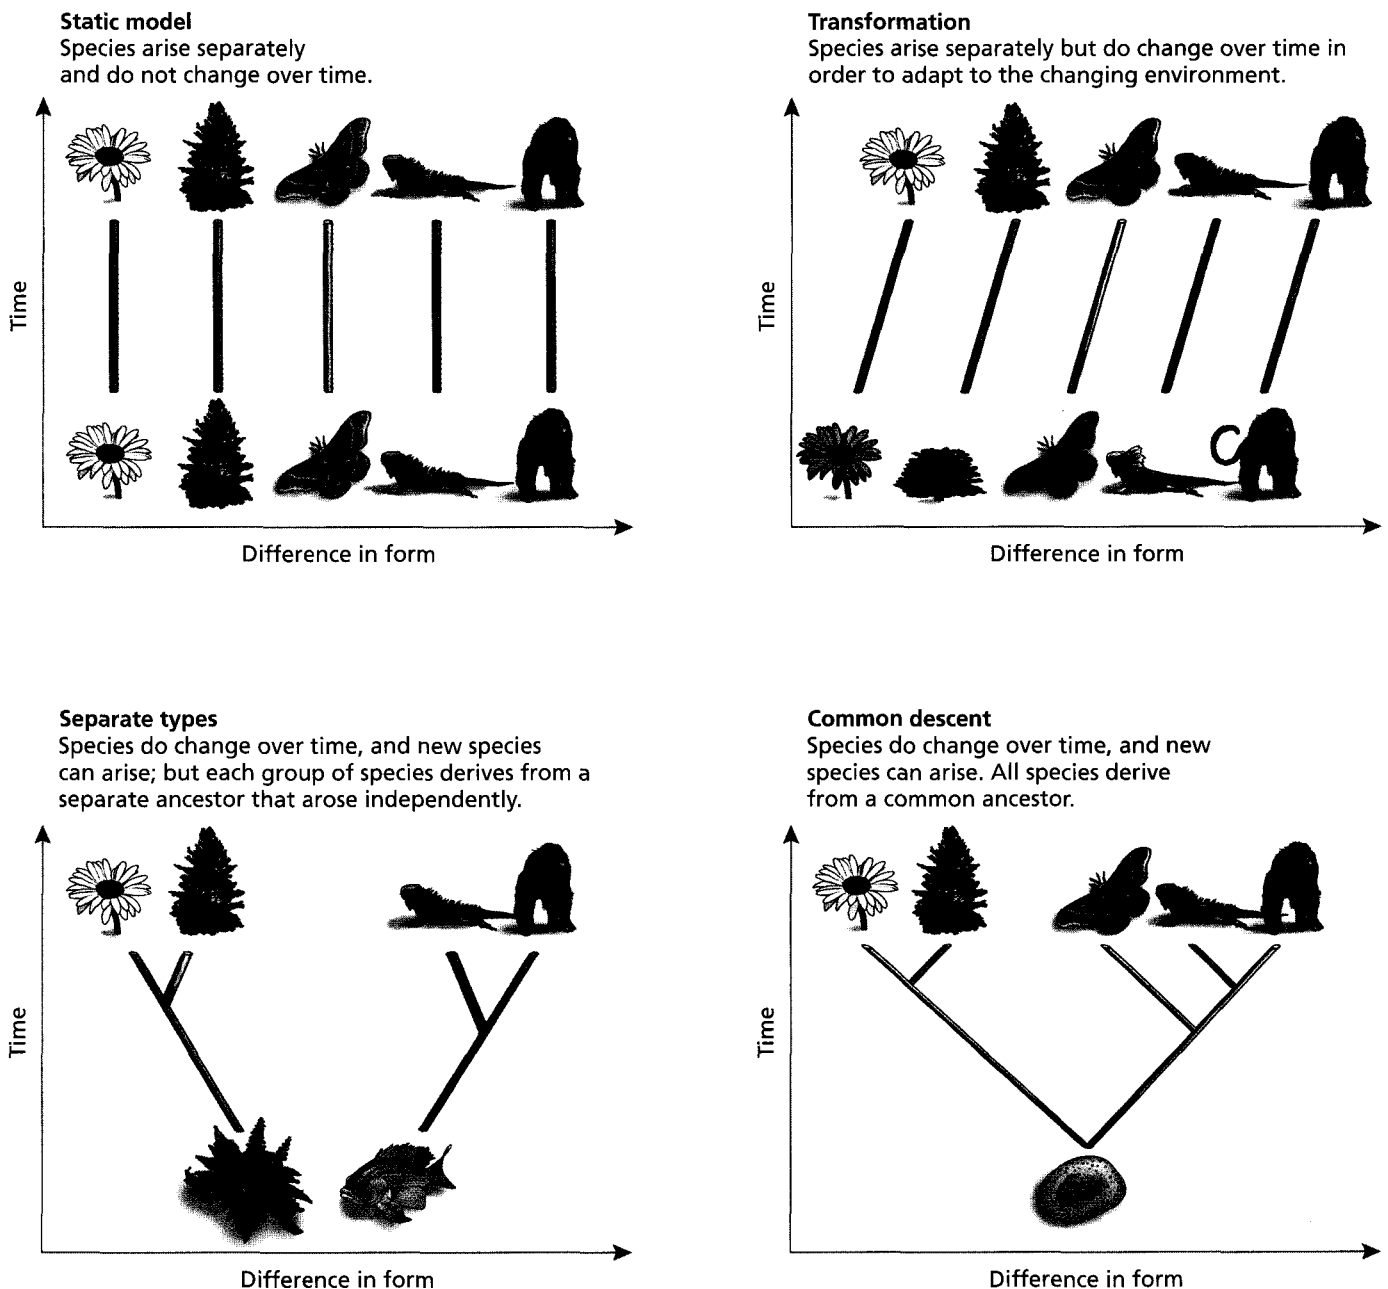 Static model
Species arise separately
and do not change over time.
Time
Difference in form
Transformation
Species arise separately but do change over time in
order to adapt to the changing environment.
Time
Difference in form
Separate types
Species do change over time, and new species
can arise; but each group of species derives from a
separate ancestor that arose independently.
Time
Difference in form
Common descent
Species do change over time, and new
species can arise. All species derive
from a common ancestor.
Time
Difference in form